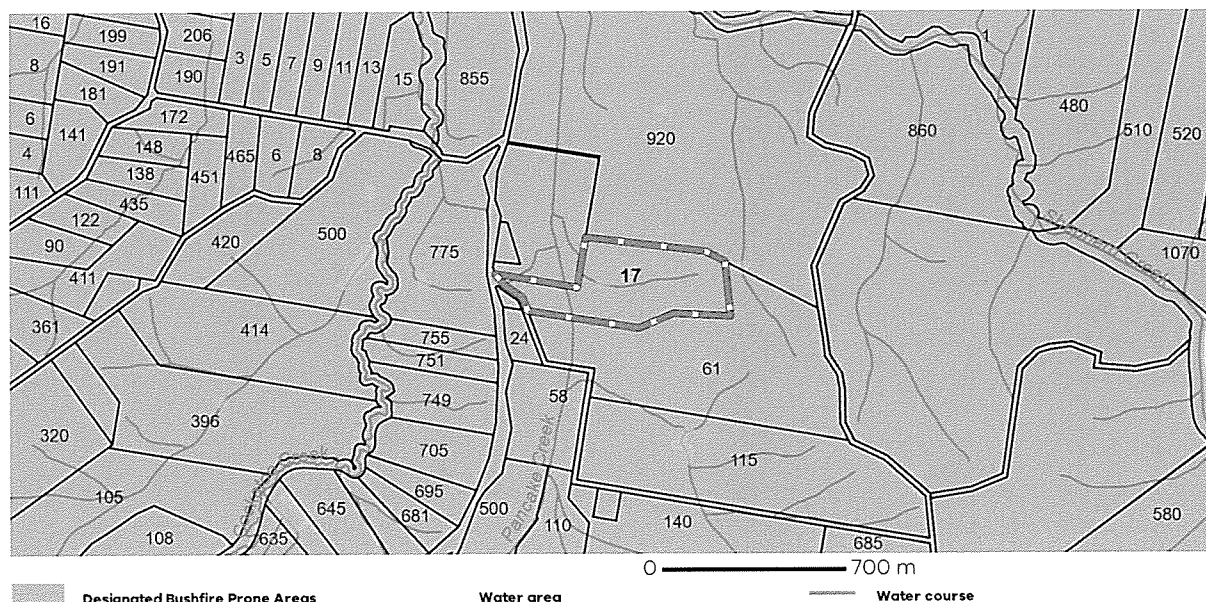 16 199 206 3 5 7 9 11 13 15 855 1
8 191 190 920 480
181 172 860 510 520
6 141 148 465 6 8
4 138 451
111 435
122 Stockmans Creek
90 420 500 775 17 1070
411
361 414 755 24
751 61
749 58
320 396 705 115
Pancake Creek
Creek
105 695 500
645 681 110 140 580
108 635 685
0 700 m
Designated Bushfire Prone Areas Water area Water course